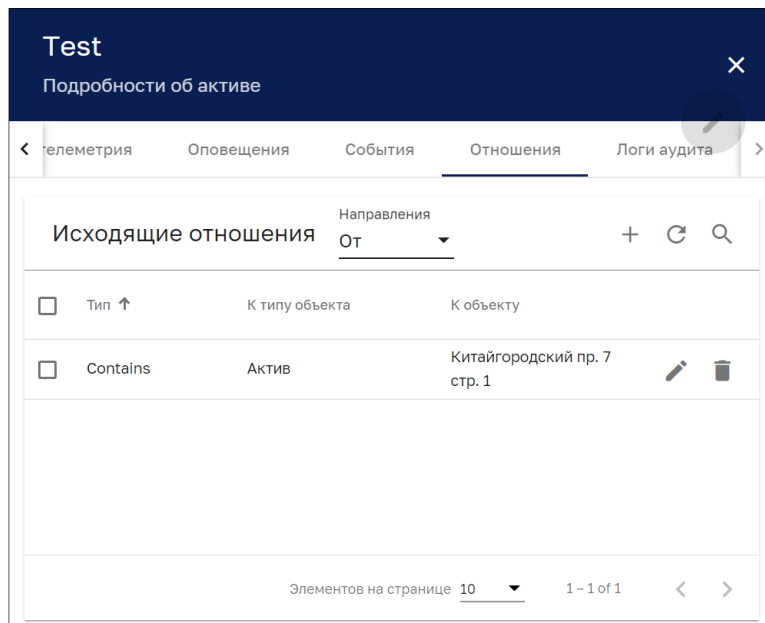 Test
Подробности об активе
телеметрия Оповещения События Отношения Логи аудита
Направления
Исходящие отношения От
Тип К типу объекта К объекту
Contains Актив Китайгородский пр. 7
стр. 1
Элементов на странице 10 1 – 1 of 1